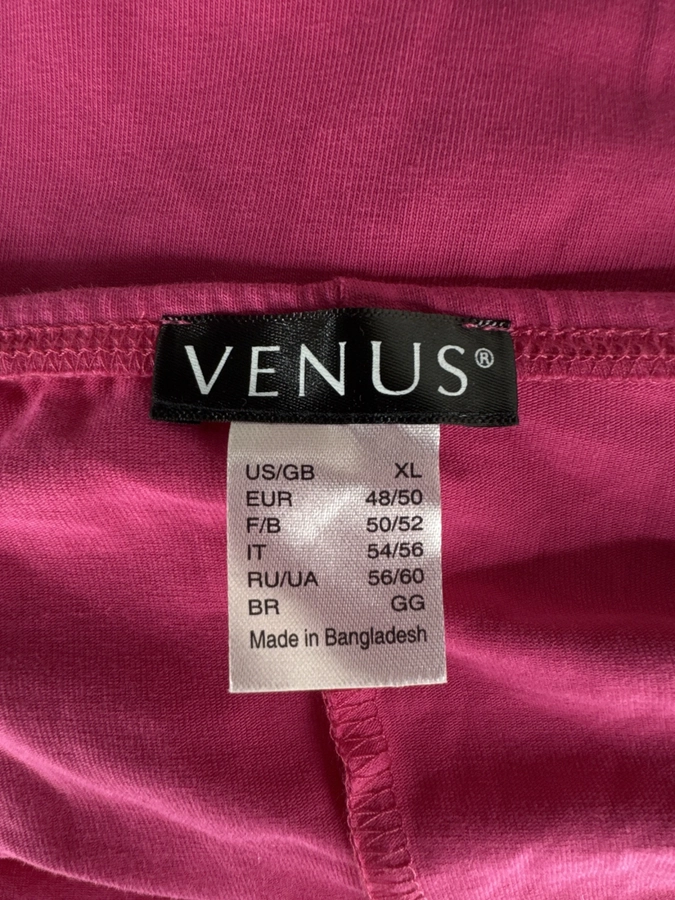 VENUS®
US/GB XL
EUR 48/50
F/B 50/52
IT 54/56
RU/UA 56/60
BR GG
Made in Bangladesh